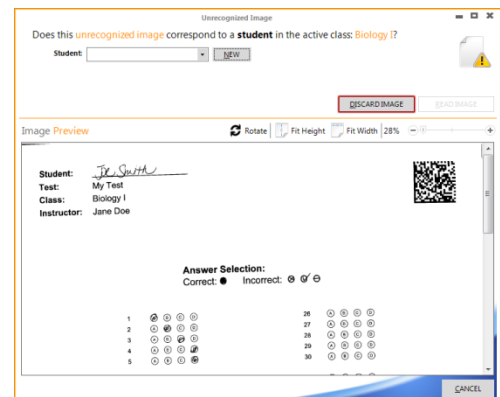 Unrecognized Image
Does this unrecognized image correspond to a student in the active class: Biology I?
Student: NEW
DISCARD IMAGE READ IMAGE
Image Preview Rotate Fit Height Fit Width 28%
Student: Joe Smith
Test: My Test
Class: Biology I
Instructor: Jane Doe
Answer Selection:
Correct: Incorrect:
1 A B C D 26 A B C D
2 A B C D 27 A B C D
3 A B C D 28 A B C D
4 A B C D 29 A B C D
5 A B C D 30 A B C D
CANCEL